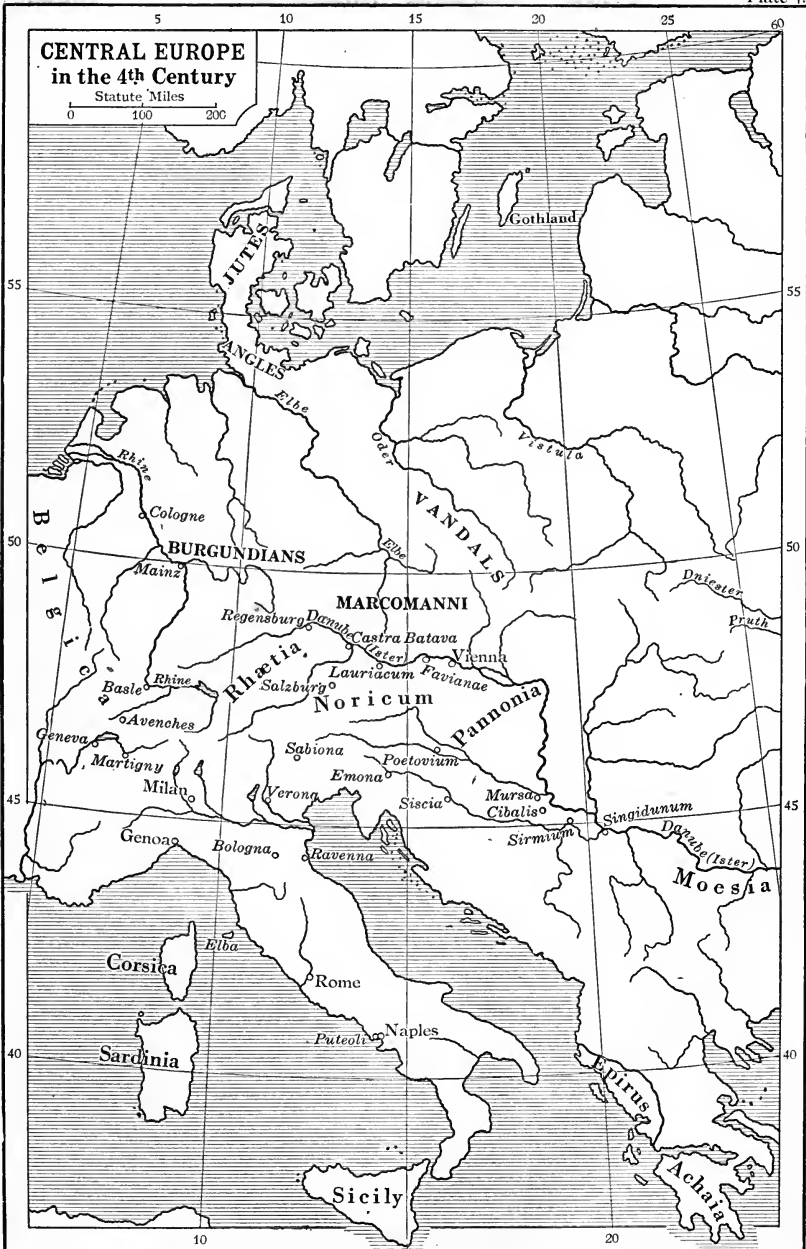 Plate
5 10 15 20 25 60
CENTRAL EUROPE
in the 4th Century
Statute Miles
0 100 200
Gothland
JUTES
55 55
ANGLES
Elbe
Oder
Vistula
Rhine
VANDALS
Cologne
Belgica
50 50
BURGUNDIANS
Elbe
Mainz
Dniester
MARCOMANNI
Pruth
Regensburg
Danube
(Ister)
Castra Batava
Vienna
Rhætia
Lauriacum
Favianae
Basle
Rhine
Salzburg
Noricum
Pannonia
Avenches
Geneva
Martigny
Sabiona
Poetovium
Emona
Milan
Verona
Siscia
Mursa
Cibalis
45 45
Sirmium
Singidunum
Danube (Ister)
Genoa
Bologna
Ravenna
Moesia
Elba
Corsica
Rome
Puteoli
Naples
40 40
Sardinia
Epirus
Achaia
Sicily
10 20